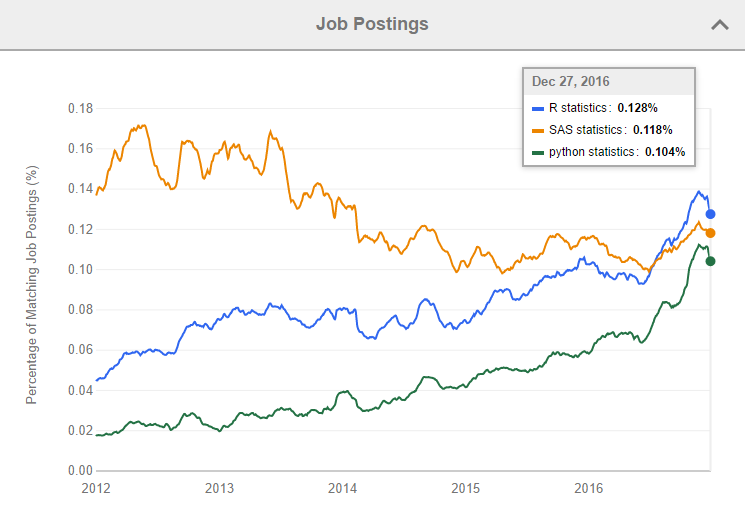 Job Postings
Dec 27, 2016
R statistics: 0.128%
SAS statistics: 0.118%
python statistics: 0.104%
Percentage of Matching Job Postings (%)
0.18
0.16
0.14
0.12
0.10
0.08
0.06
0.04
0.02
0.00
2012 2013 2014 2015 2016